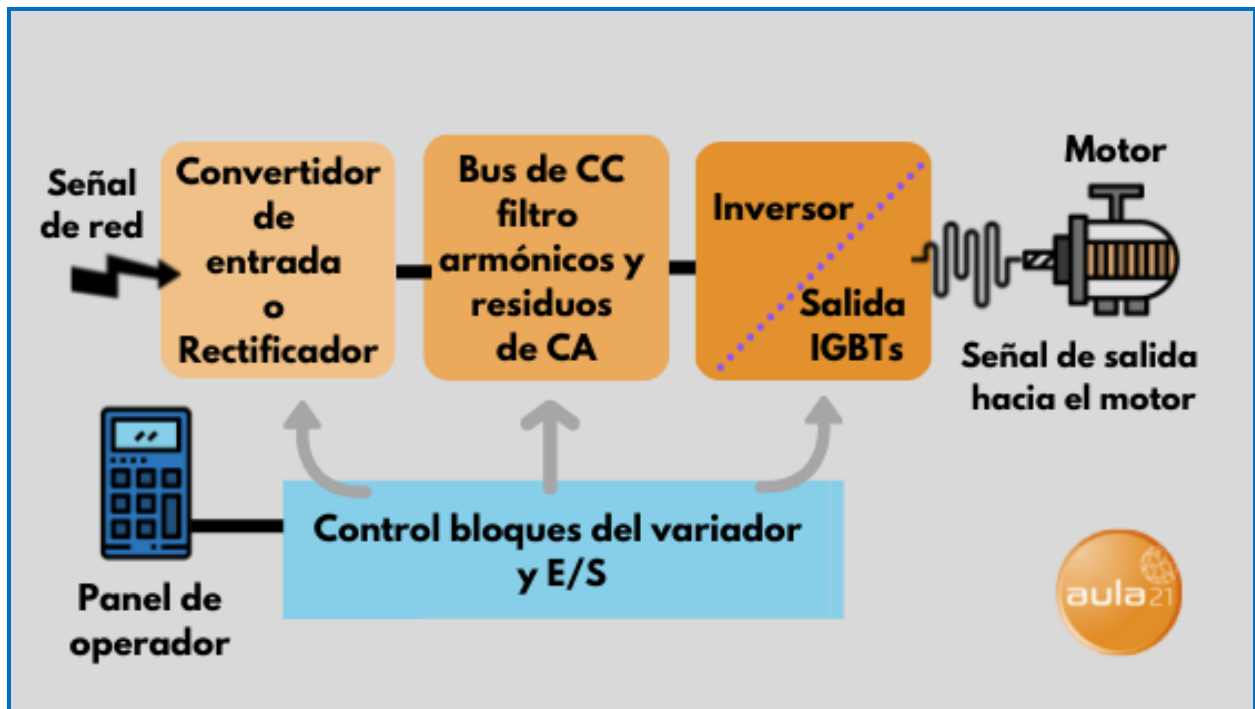 Señal
de red
Convertidor
de
entrada
o
Rectificador
Bus de CC
filtro
armónicos y
residuos
de CA
Inversor
Salida
IGBTs
Motor
Señal de salida
hacia el motor
Panel de
operador
Control bloques del variador
y E/S
aula21